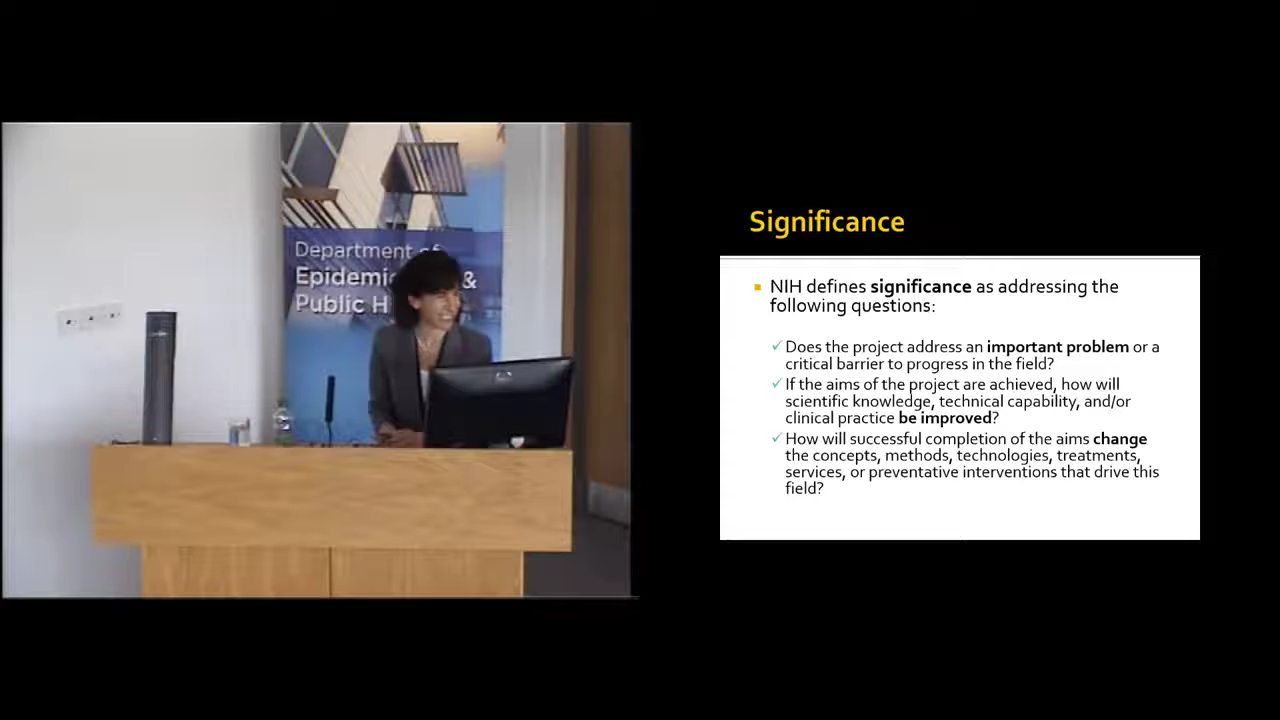 Department of
Epidemi &
Public H
Significance
NIH defines significance as addressing the
following questions:
Does the project address an important problem or a
critical barrier to progress in the field?
If the aims of the project are achieved, how will
scientific knowledge, technical capability, and/or
clinical practice be improved?
How will successful completion of the aims change
the concepts, methods, technologies, treatments,
services, or preventative interventions that drive this
field?